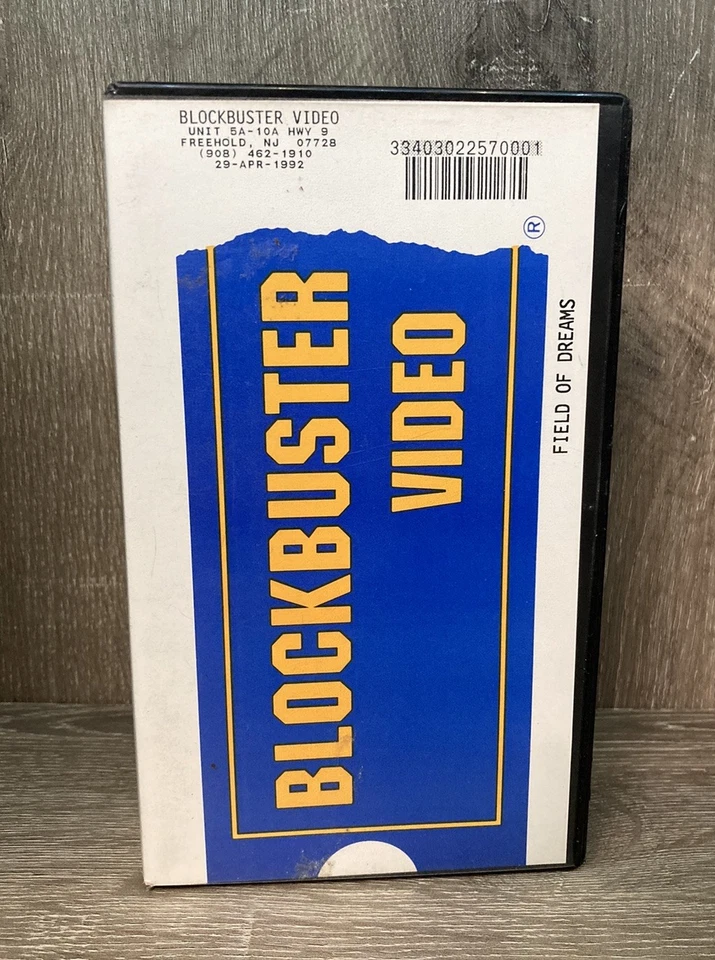 BLOCKBUSTER VIDEO
UNIT 5A-10A HWY 9
FREEHOLD, NJ 07728
(908) 462-1910
29-APR-1992
33403022570001
®
BLOCKBUSTER
VIDEO
FIELD OF DREAMS